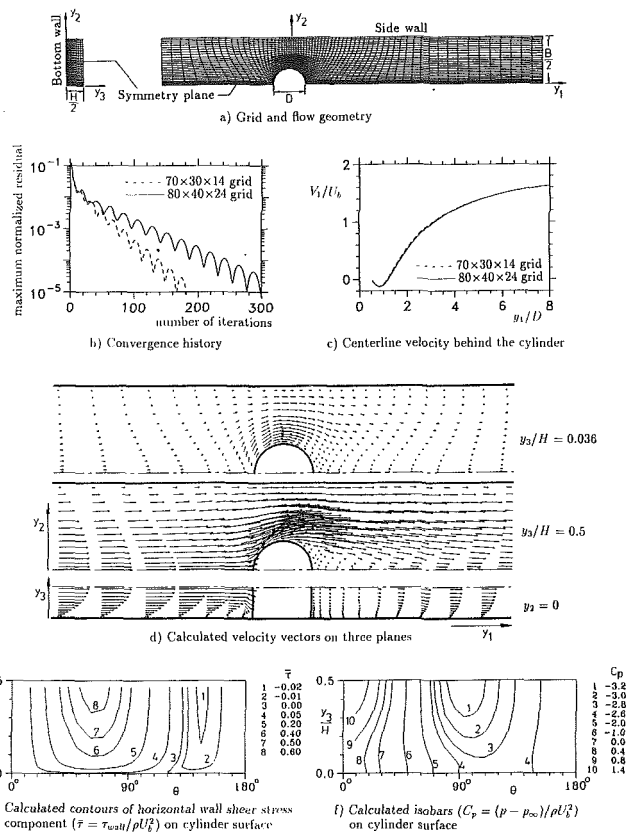 y2
y2
Side wall
Bottom wall
H
2
y3
Symmetry plane
D
B
2
y1
a) Grid and flow geometry
maximum normalized residual
10-1
10-3
10-5
70×30×14 grid
80×40×24 grid
0 100 200 300
number of iterations
b) Convergence history
V1/Ub
2
1
0
70×30×14 grid
80×40×24 grid
0 2 4 6 8
y1/D
c) Centerline velocity behind the cylinder
y3/H = 0.036
y2
y3/H = 0.5
y3
y2 = 0
d) Calculated velocity vectors on three planes
y1
τ̅
1 -0.02
2 -0.01
3 0.00
4 0.05
5 0.20
6 0.40
7 0.50
8 0.60
8 7 6 5 4 3 1 2
0° 90° θ 180°
Calculated contours of horizontal wall shear stress
component (τ̅ = τwall/ρUb2) on cylinder surface
0.5
y3
H
0.0
10 9 8 7 6 5 4 3 2 1 4
0° 90° θ 180°
Cp
1 -3.2
2 -3.0
3 -2.8
4 -2.6
5 -2.0
6 -1.0
7 0.0
8 0.4
9 0.8
10 1.4
f) Calculated isobars (Cp = (p − p∞)/ρUb2)
on cylinder surface